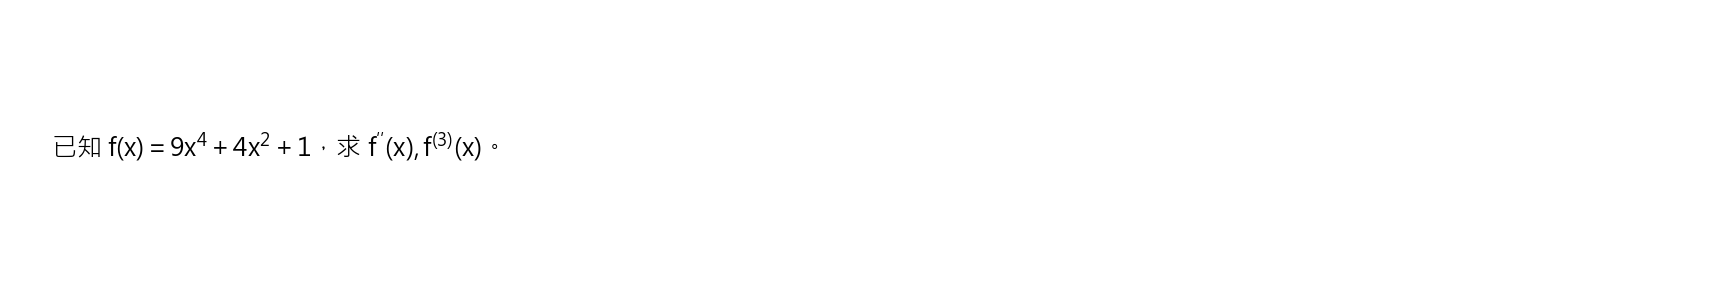 已知 f(x) = 9x⁴ + 4x² + 1，求 f′′(x), f⁽³⁾(x)。